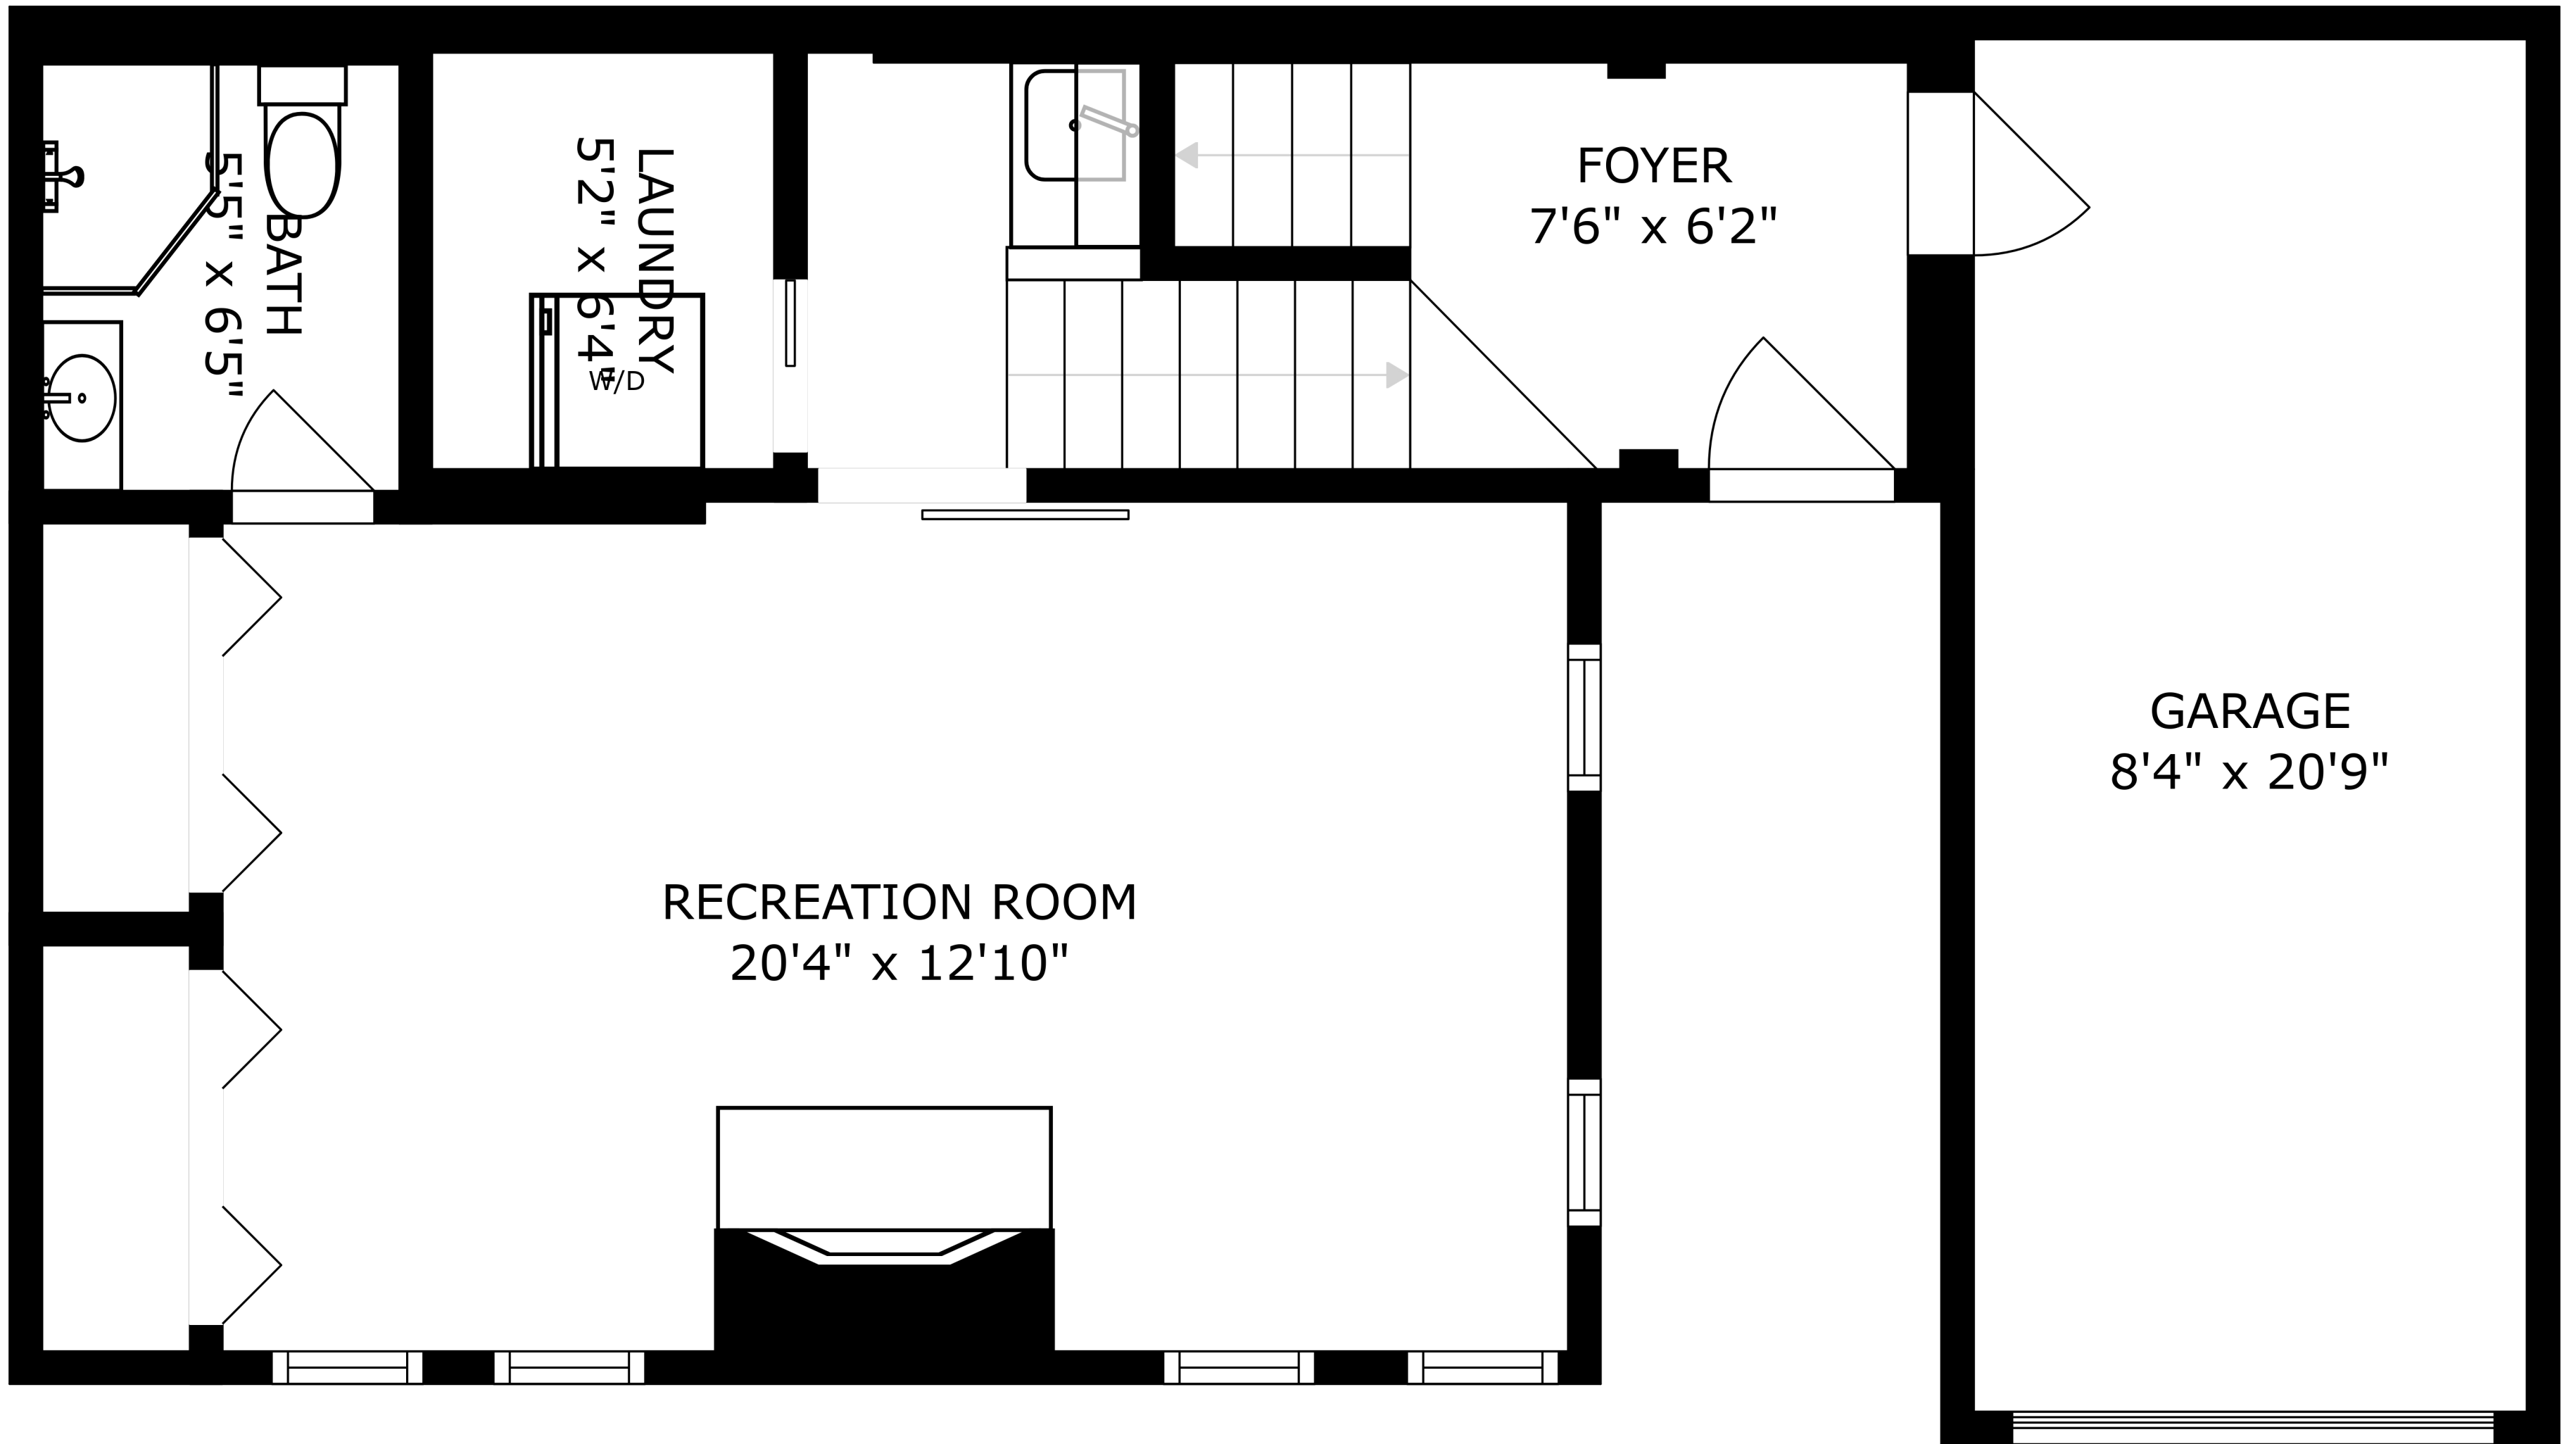 BATH
5'5" x 6'5"
LAUNDRY
5'2" x 6'4"
W/D
FOYER
7'6" x 6'2"
GARAGE
8'4" x 20'9"
RECREATION ROOM
20'4" x 12'10"